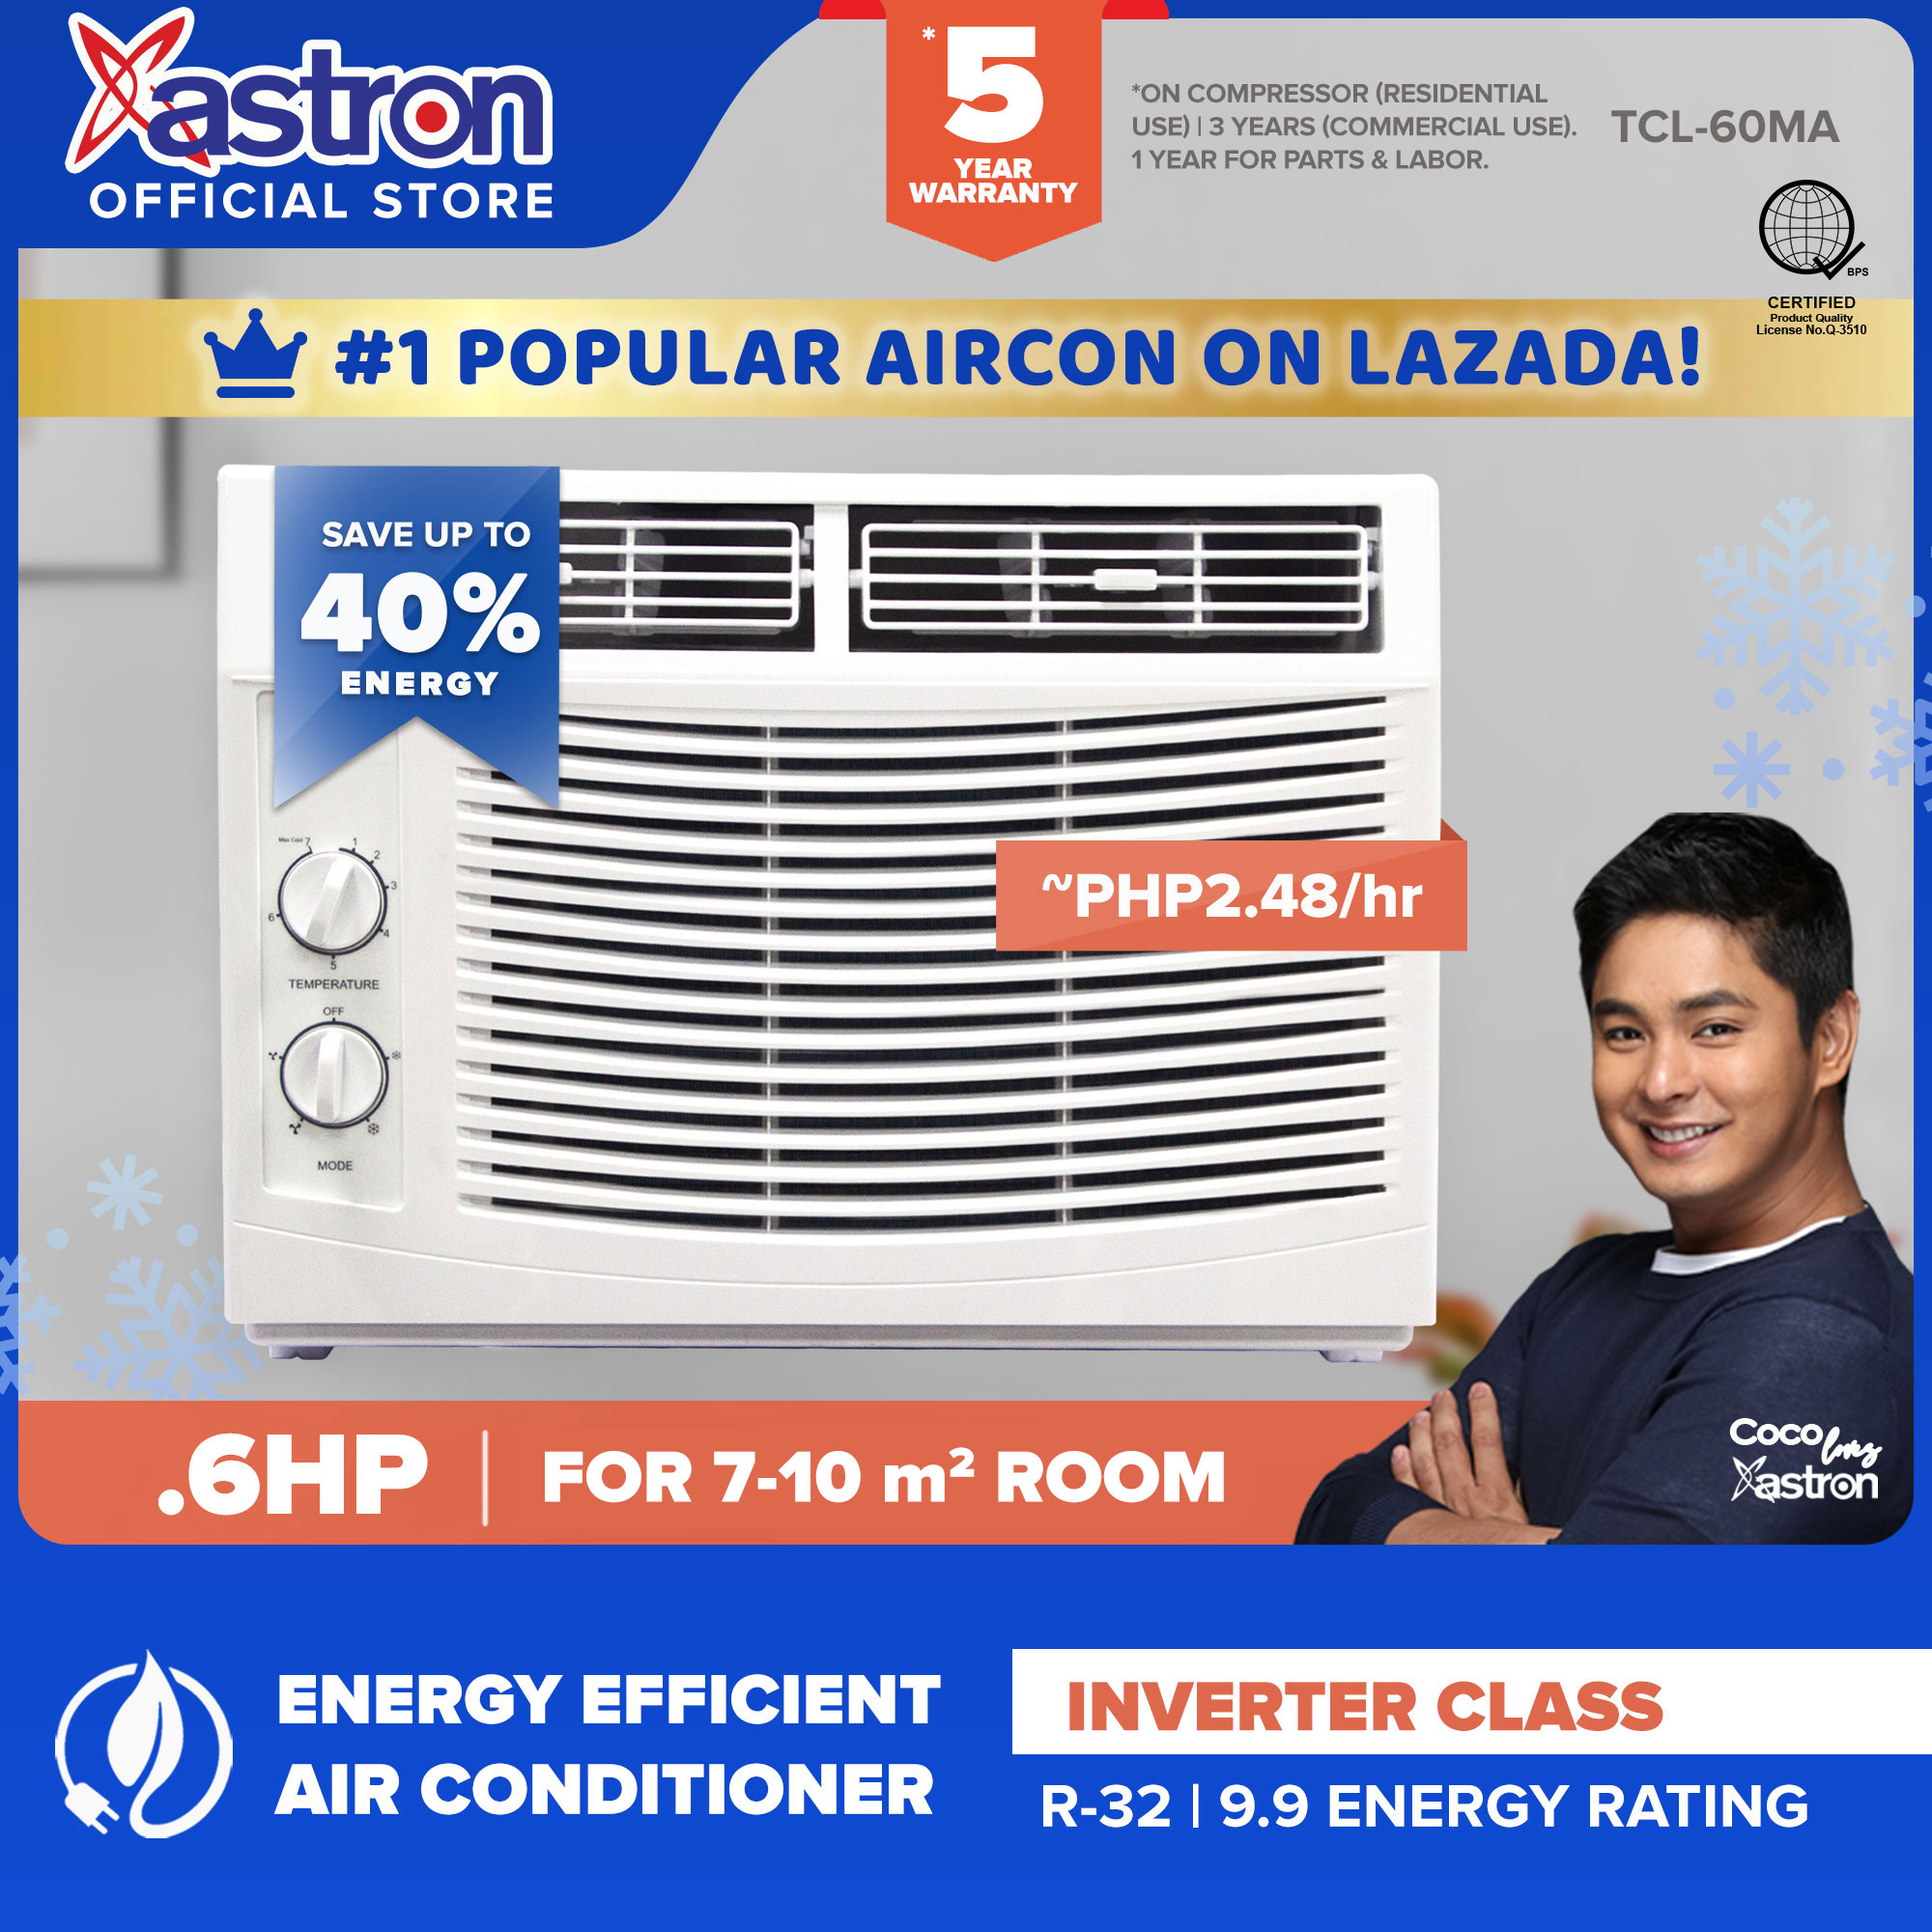 astron
OFFICIAL STORE
*5
YEAR
WARRANTY
*ON COMPRESSOR (RESIDENTIAL
USE) | 3 YEARS (COMMERCIAL USE).
1 YEAR FOR PARTS & LABOR.
TCL-60MA
BPS
CERTIFIED
Product Quality
License No.Q-3510
#1 POPULAR AIRCON ON LAZADA!
SAVE UP TO
40%
ENERGY
Max Cool 7
1
2
3
4
5
6
TEMPERATURE
OFF
MODE
~PHP2.48/hr
.6HP | FOR 7-10 m² ROOM
Coco loves
astron
ENERGY EFFICIENT
AIR CONDITIONER
INVERTER CLASS
R-32 | 9.9 ENERGY RATING